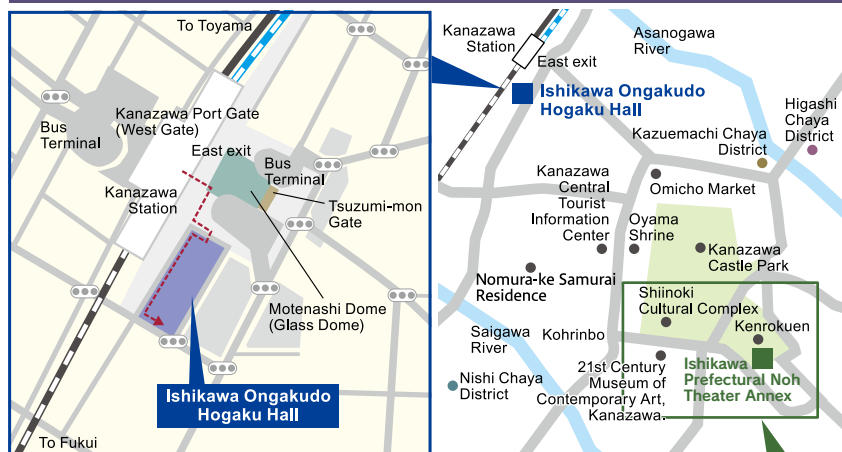 To Toyama
Kanazawa Port Gate
(West Gate)
Bus
Terminal
East exit
Bus
Terminal
Kanazawa
Station
Tsuzumi-mon
Gate
Motenashi Dome
(Glass Dome)
Ishikawa Ongakudo
Hogaku Hall
To Fukui
Kanazawa
Station
East exit
Asanogawa
River
Ishikawa Ongakudo
Hogaku Hall
Higashi
Chaya
District
Kazuemachi Chaya
District
Omicho Market
Kanazawa
Central
Tourist
Information
Center
Oyama
Shrine
Kanazawa
Castle Park
Nomura-ke Samurai
Residence
Shiinoki
Cultural Complex
Kenrokuen
Saigawa
River
Kohrinbo
Nishi Chaya
District
21st Century
Museum of
Contemporary Art,
Kanazawa.
Ishikawa
Prefectural Noh
Theater Annex